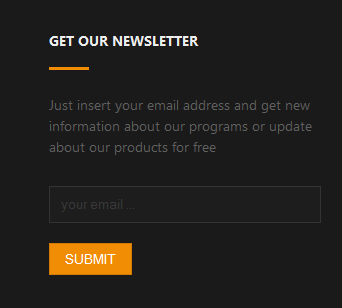 GET OUR NEWSLETTER
Just insert your email address and get new
information about our programs or update
about our products for free
your email ...
SUBMIT